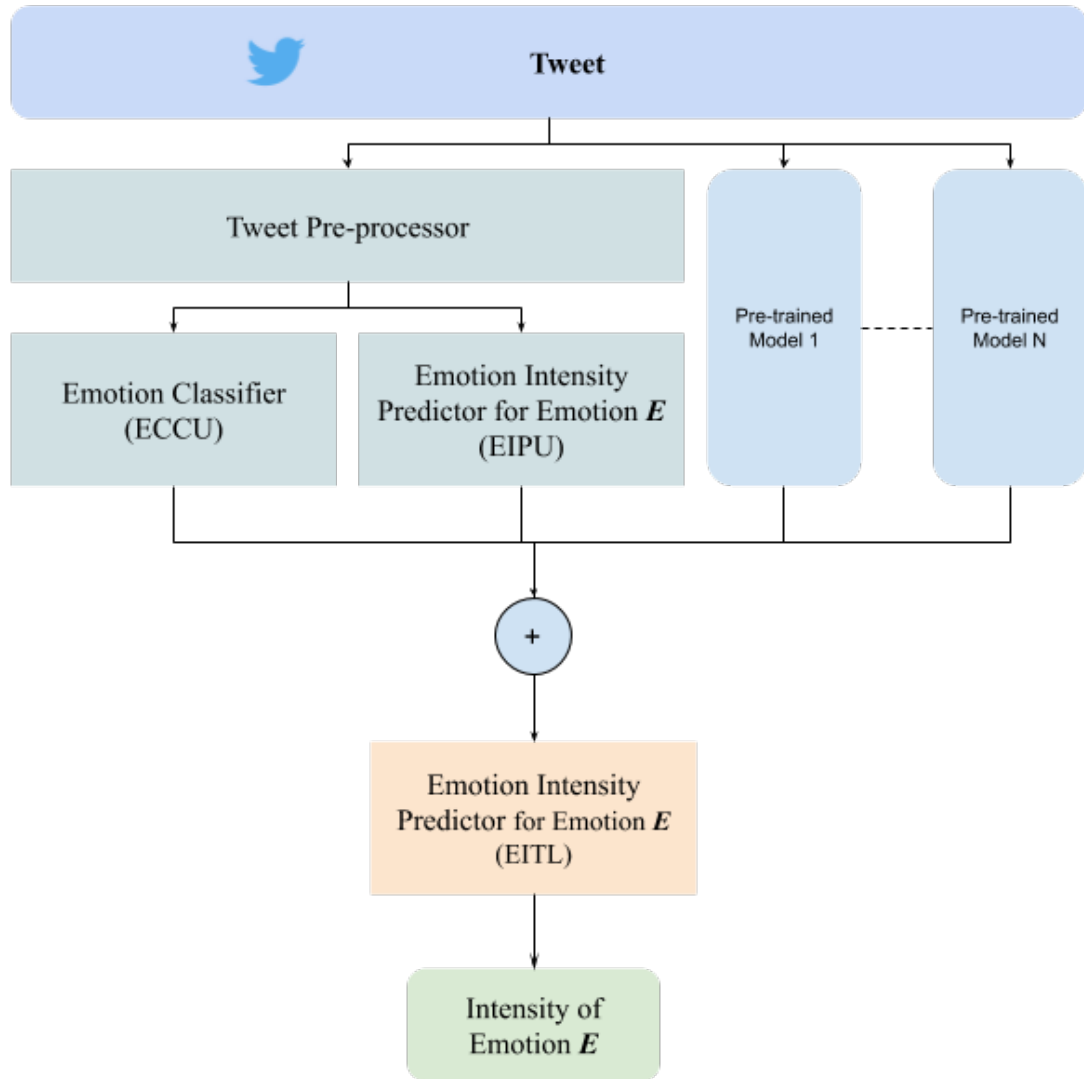 Tweet
Tweet Pre-processor
Emotion Classifier
(ECCU)
Emotion Intensity
Predictor for Emotion E
(EIPU)
Pre-trained
Model 1
Pre-trained
Model N
+
Emotion Intensity
Predictor for Emotion E
(EITL)
Intensity of
Emotion E